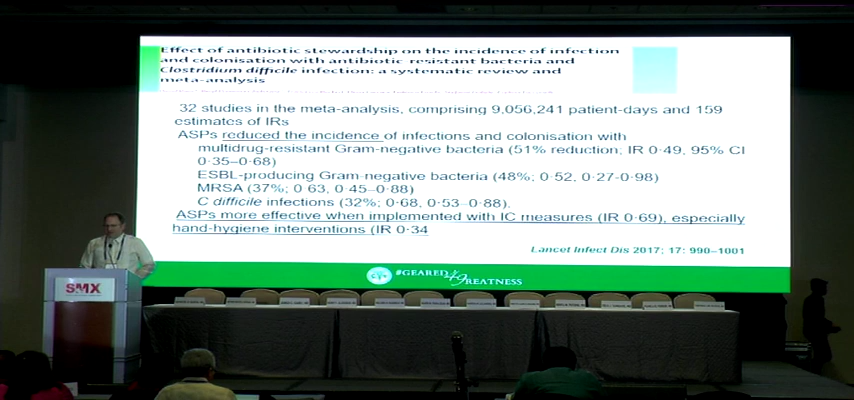 Effect of antibiotic stewardship on the incidence of infection
and colonisation with antibiotic-resistant bacteria and
Clostridium difficile infection: a systematic review and
meta-analysis
32 studies in the meta-analysis, comprising 9,056,241 patient-days and 159
estimates of IRs
ASPs reduced the incidence of infections and colonisation with
multidrug-resistant Gram-negative bacteria (51% reduction; IR 0·49, 95% CI
0·35–0·68)
ESBL-producing Gram-negative bacteria (48%; 0·52, 0·27-0·98)
MRSA (37%; 0·63, 0·45–0·88)
C difficile infections (32%; 0·68, 0·53–0·88).
ASPs more effective when implemented with IC measures (IR 0·69), especially
hand-hygiene interventions (IR 0·34
Lancet Infect Dis 2017; 17: 990–1001
#GEARED49REATNESS
SMX